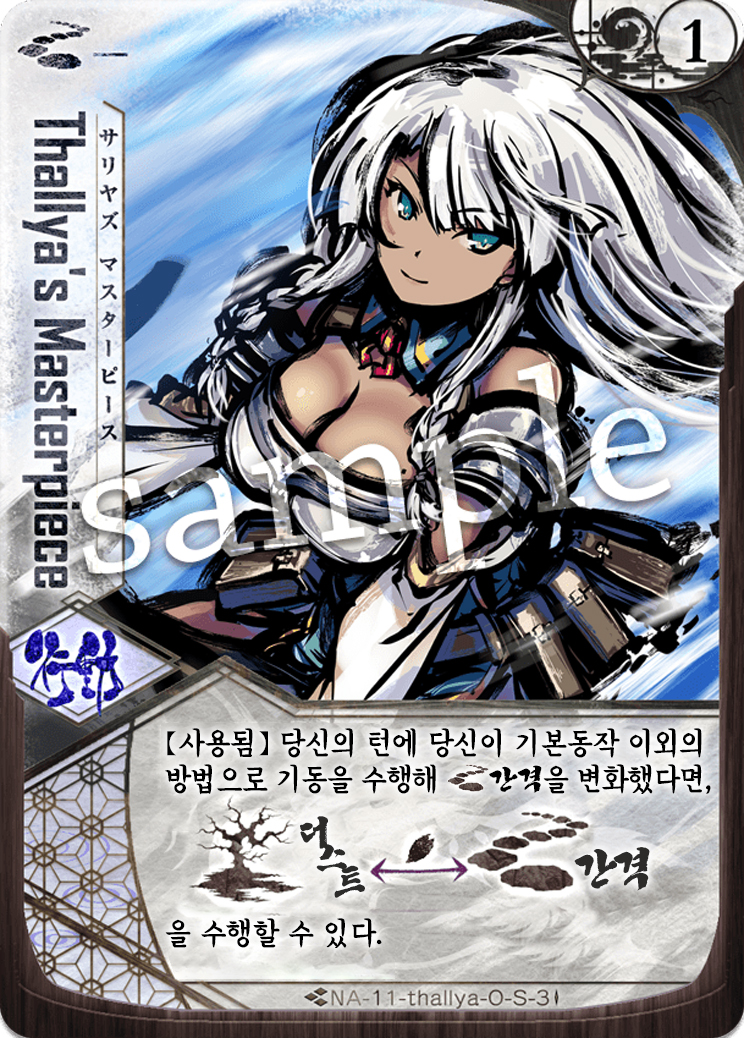 1
Thallya's Masterpiece
サリヤズ マスターピース
sample
行動
【사용됨】 당신의 턴에 당신이 기본동작 이외의
방법으로 기동을 수행해 간격을 변화했다면,
더스트
간격
을 수행할 수 있다.
NA-11-thallya-O-S-3